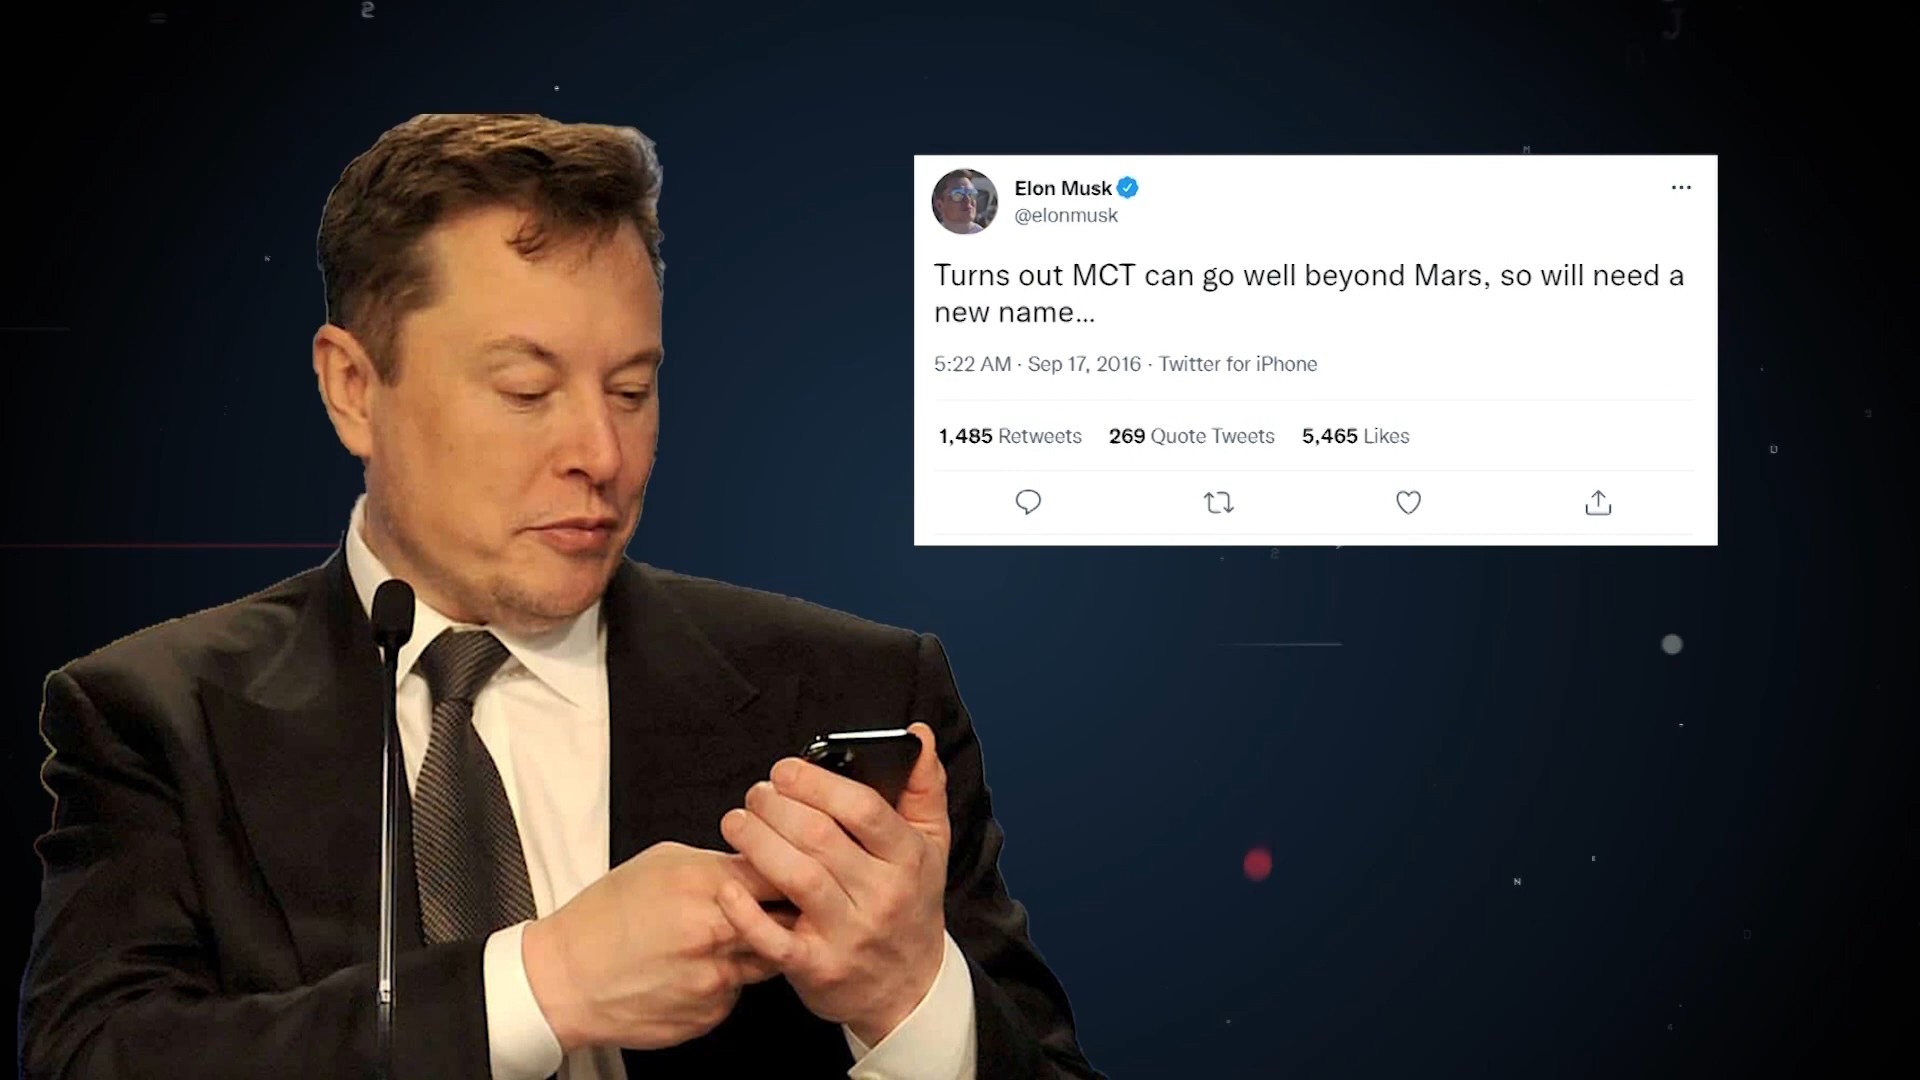 Elon Musk
@elonmusk
Turns out MCT can go well beyond Mars, so will need a
new name...
5:22 AM · Sep 17, 2016 · Twitter for iPhone
1,485 Retweets 269 Quote Tweets 5,465 Likes